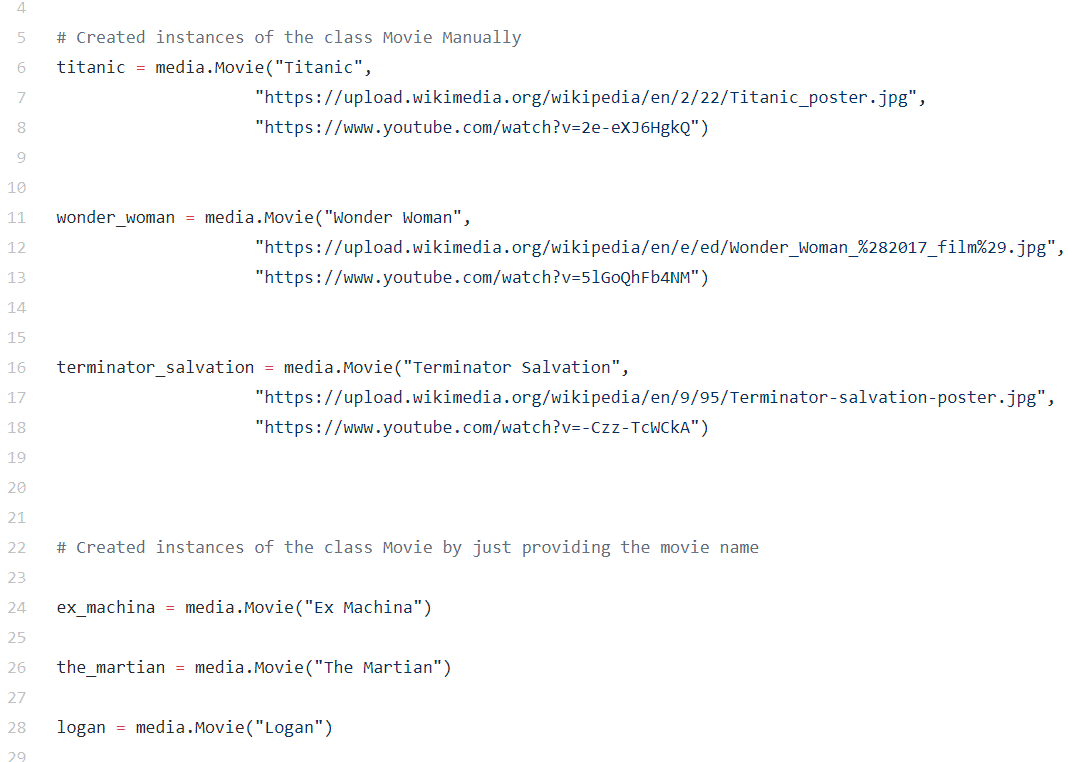 4
5 # Created instances of the class Movie Manually
6 titanic = media.Movie("Titanic",
7 "https://upload.wikimedia.org/wikipedia/en/2/22/Titanic_poster.jpg",
8 "https://www.youtube.com/watch?v=2e-eXJ6HgkQ")
9
10
11 wonder_woman = media.Movie("Wonder Woman",
12 "https://upload.wikimedia.org/wikipedia/en/e/ed/Wonder_Woman_%282017_film%29.jpg",
13 "https://www.youtube.com/watch?v=5lGoQhFb4NM")
14
15
16 terminator_salvation = media.Movie("Terminator Salvation",
17 "https://upload.wikimedia.org/wikipedia/en/9/95/Terminator-salvation-poster.jpg",
18 "https://www.youtube.com/watch?v=-Czz-TcWCkA")
19
20
21
22 # Created instances of the class Movie by just providing the movie name
23
24 ex_machina = media.Movie("Ex Machina")
25
26 the_martian = media.Movie("The Martian")
27
28 logan = media.Movie("Logan")
29